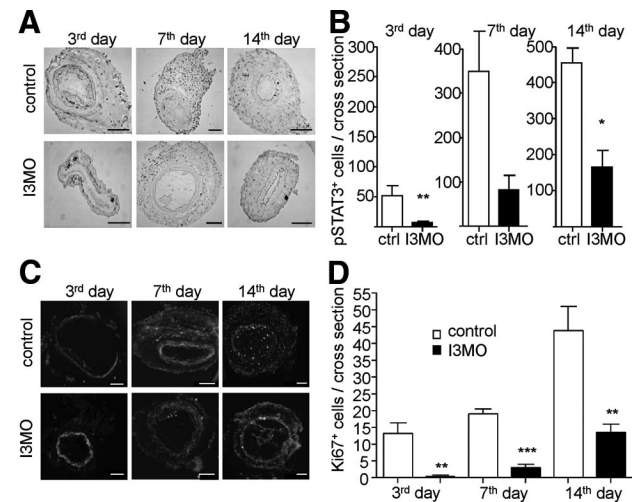 A
3rd day
7th day
14th day
control
I3MO
B
3rd day
7th day
14th day
pSTAT3+ cells / cross section
300
250
200
150
100
50
**
ctrl I3MO
400
300
200
100
ctrl I3MO
500
400
300
200
100
*
ctrl I3MO
C
3rd day
7th day
14th day
control
I3MO
D
Ki67+ cells / cross section
55
50
45
40
35
30
25
20
15
10
5
0
control
I3MO
**
***
**
3rd day
7th day
14th day